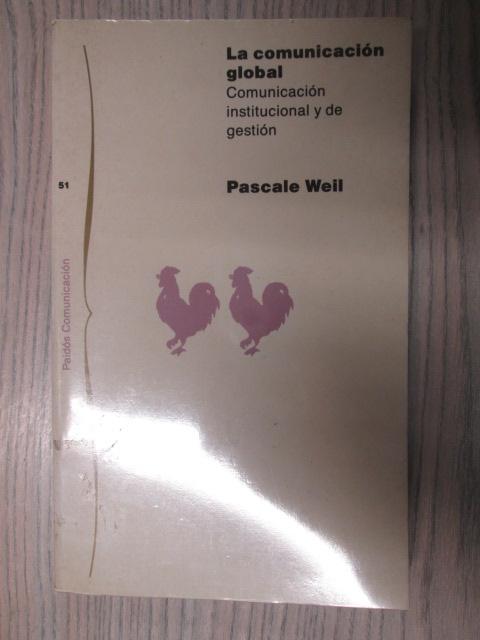 La comunicación
global
Comunicación
institucional y de
gestión
51
Pascale Weil
Paidós Comunicación